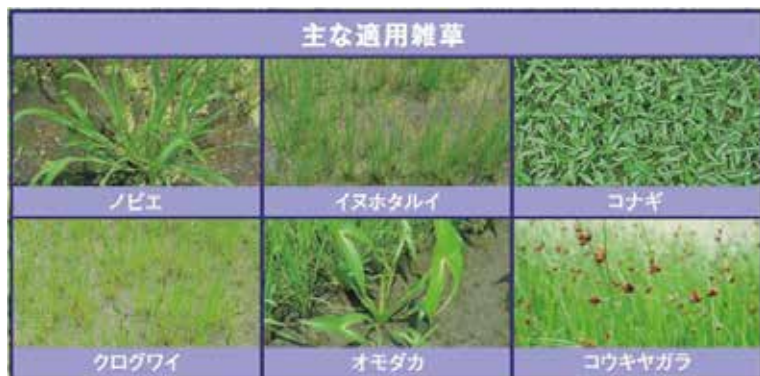 主な適用雑草
ノビエ
イヌホタルイ
コナギ
クログワイ
オモダカ
コウキヤガラ